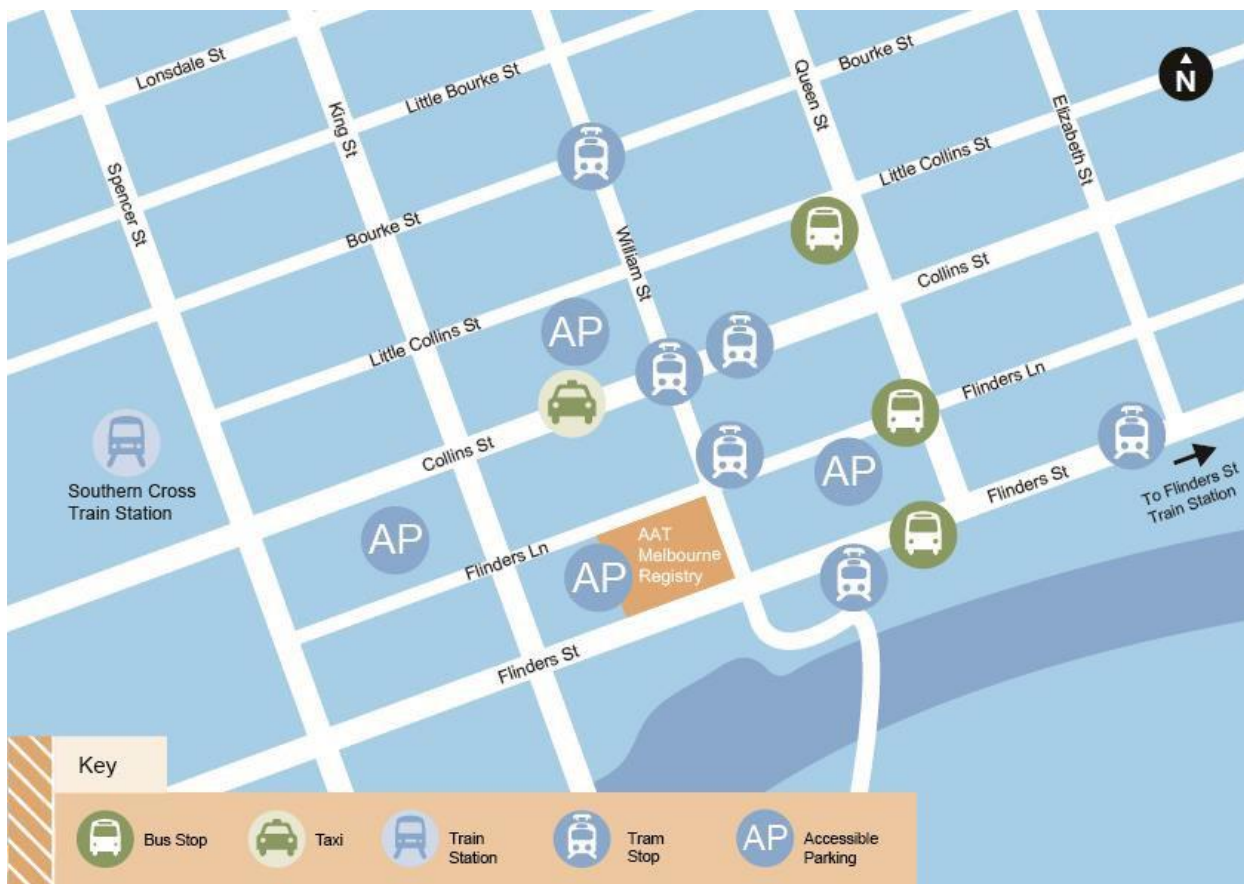 Lonsdale St
Little Bourke St
Bourke St
N
Queen St
King St
Elizabeth St
Spencer St
Little Collins St
Bourke St
William St
Collins St
AP
Little Collins St
Flinders Ln
Collins St
AP
Southern Cross
Train Station
Flinders St
To Flinders St
Train Station
AP
AAT
Melbourne
Registry
Flinders Ln
AP
Flinders St
Key
Bus Stop
Taxi
Train
Station
Tram
Stop
AP
Accessible
Parking